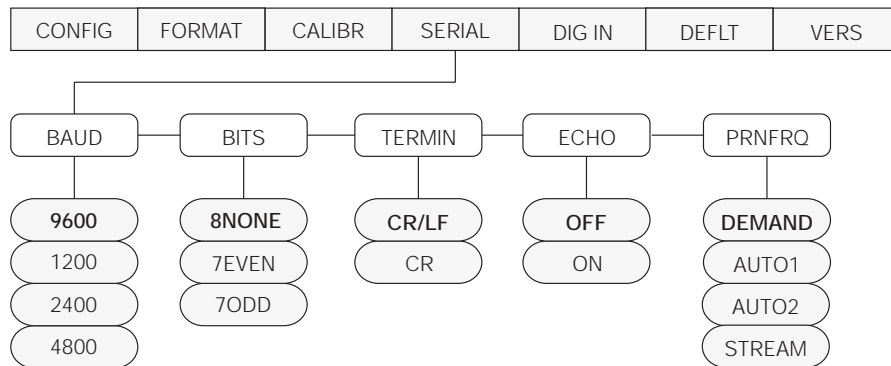 CONFIG FORMAT CALIBR SERIAL DIG IN DEFLT VERS
BAUD BITS TERMIN ECHO PRNFRQ
9600 8NONE CR/LF OFF DEMAND
1200 7EVEN CR ON AUTO1
2400 7ODD AUTO2
4800 STREAM